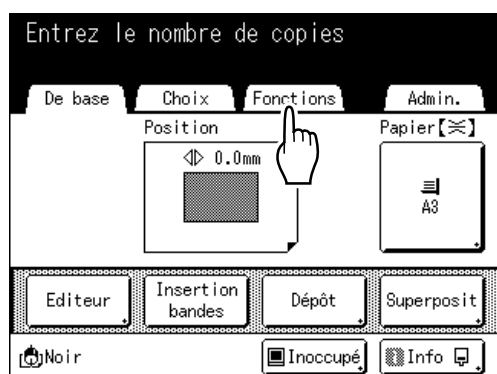 Entrez le nombre de copies
De base Choix Fonctions Admin.
Position Papier【】
0.0mm
A3
Editeur Insertion bandes Dépôt Superposit
Noir Inoccupé Info